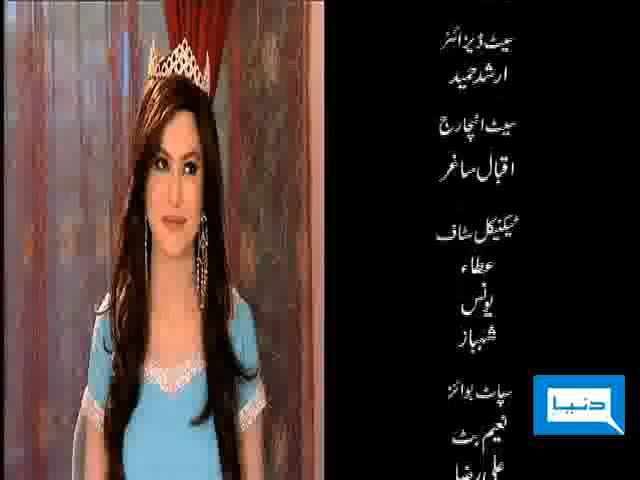 سیٹ ڈیزائنر
ارشد حمید
سیٹ انچارج
اقبال ساغر
ٹیکنیکل سٹاف
عطاء
یونس
شہباز
سپاٹ بوائز
نعیم بٹ
علی رضا
دنیا